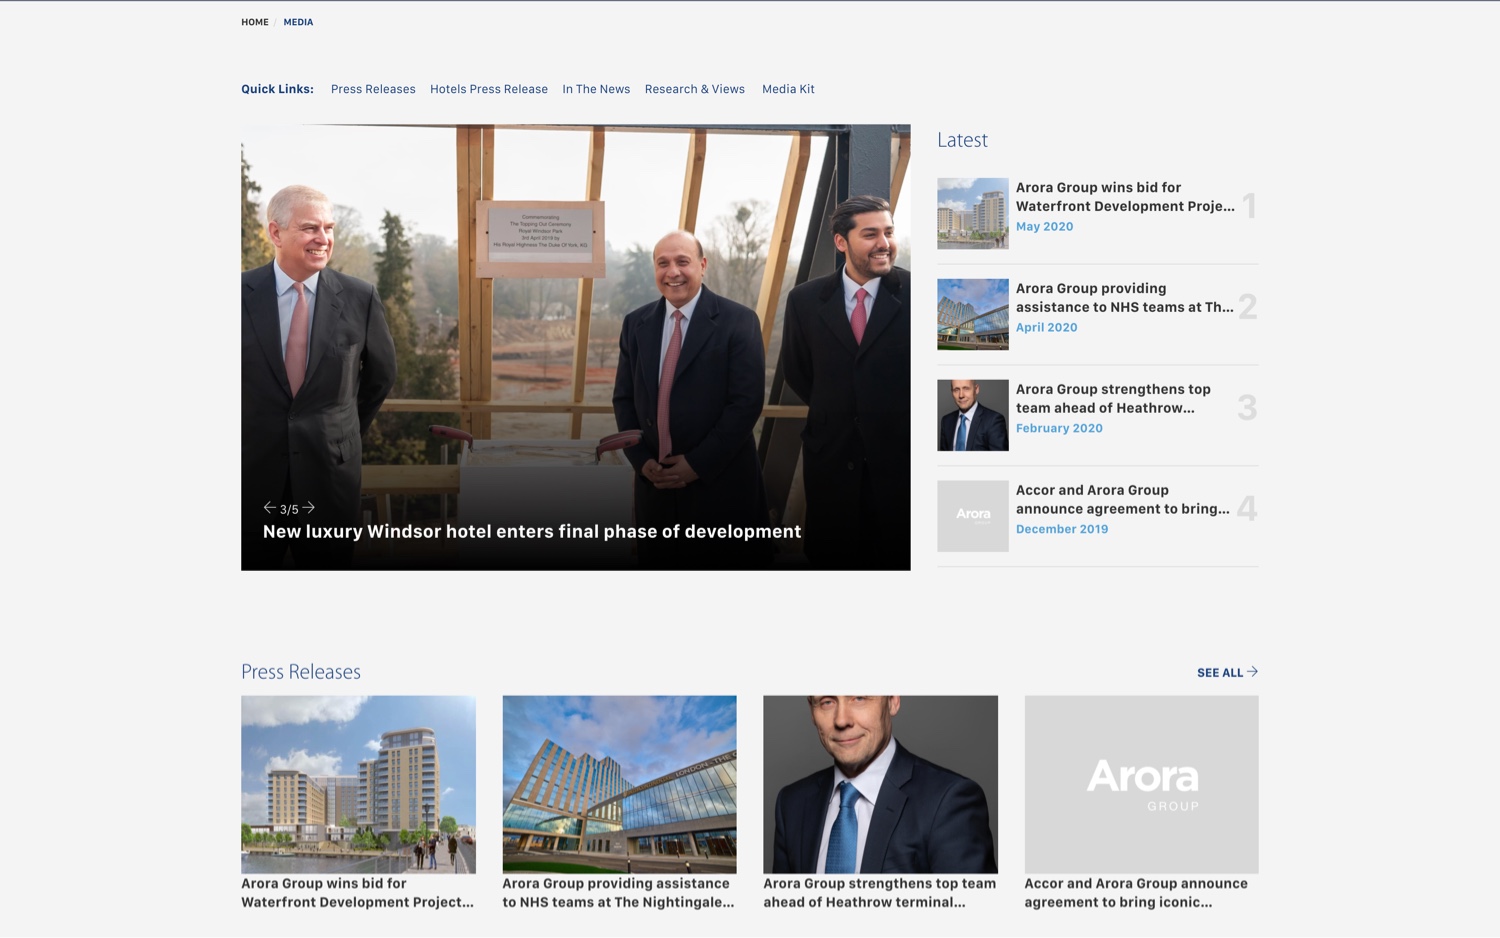 HOME / MEDIA
Quick Links: Press Releases Hotels Press Release In The News Research & Views Media Kit
Commemorating
The Topping Out Ceremony
Royal Windsor Park
3rd April 2019 by
His Royal Highness The Duke Of York, KG
← 3/5 →
New luxury Windsor hotel enters final phase of development
Latest
Arora Group wins bid for
Waterfront Development Proje...
May 2020
1
Arora Group providing
assistance to NHS teams at Th...
April 2020
2
Arora Group strengthens top
team ahead of Heathrow...
February 2020
3
Arora
GROUP
Accor and Arora Group
announce agreement to bring...
December 2019
4
Press Releases
SEE ALL →
LONDON - THE
Arora
GROUP
Arora Group wins bid for
Waterfront Development Project...
Arora Group providing assistance
to NHS teams at The Nightingale...
Arora Group strengthens top team
ahead of Heathrow terminal...
Accor and Arora Group announce
agreement to bring iconic...